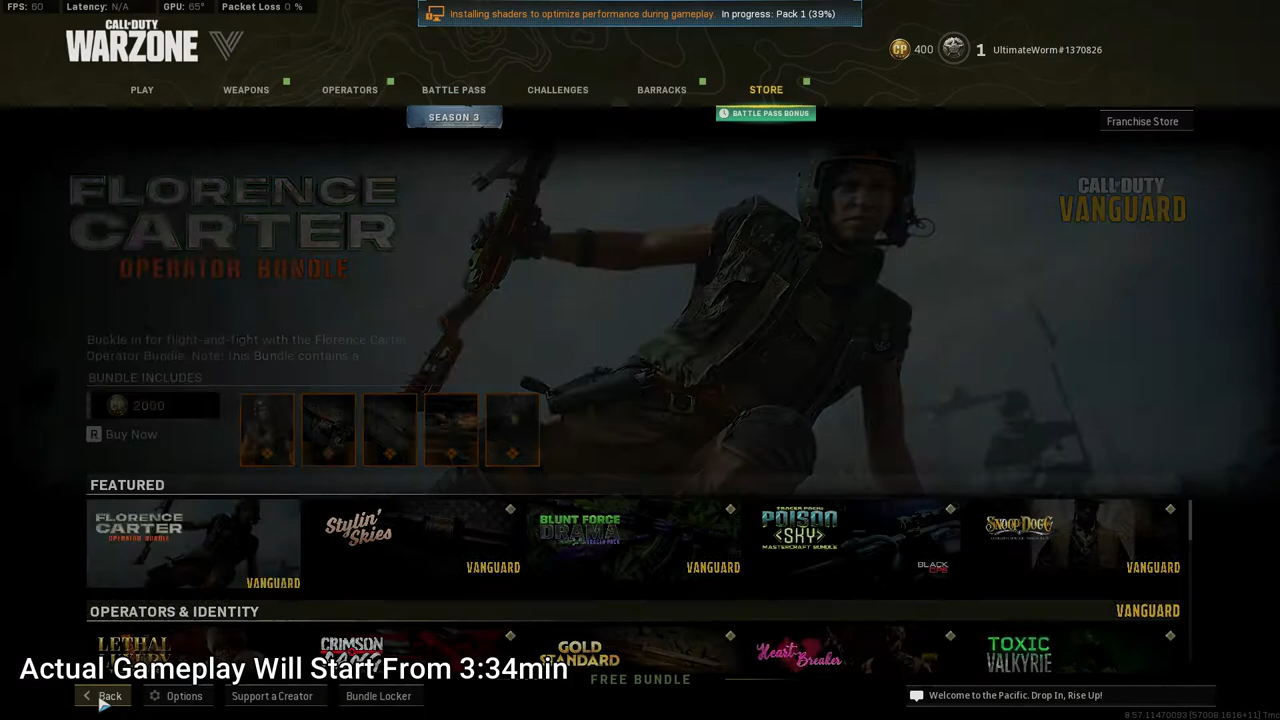 FPS: 60 Latency: N/A GPU: 65° Packet Loss 0 %
Installing shaders to optimize performance during gameplay. In progress: Pack 1 (39%)
CALL OF DUTY
WARZONE
CP 400 1 UltimateWorm#1370826
PLAY WEAPONS OPERATORS BATTLE PASS CHALLENGES BARRACKS STORE
SEASON 3 BATTLE PASS BONUS
Franchise Store
FLORENCE
CARTER
OPERATOR BUNDLE
CALL OF DUTY
VANGUARD
Buckle in for flight-and-fight with the Florence Carter
Operator Bundle. Note: This Bundle contains a
BUNDLE INCLUDES
CP 2000
R Buy Now
FEATURED
FLORENCE
CARTER
OPERATOR BUNDLE
VANGUARD
Stylin'
Skies
VANGUARD
BLUNT FORCE
DRAMA
VANGUARD
TRACER PACK:
POISON
<SKY>
MASTERCRAFT BUNDLE
BLACK
OPS
SNOOP DOGG
VANGUARD
OPERATORS & IDENTITY VANGUARD
LETHAL
CRIMSON
GOLD
STANDARD
Heart-Breaker
TOXIC
VALKYRIE
Actual Gameplay Will Start From 3:34min
FREE BUNDLE
Back Options Support a Creator Bundle Locker
Welcome to the Pacific. Drop In, Rise Up!